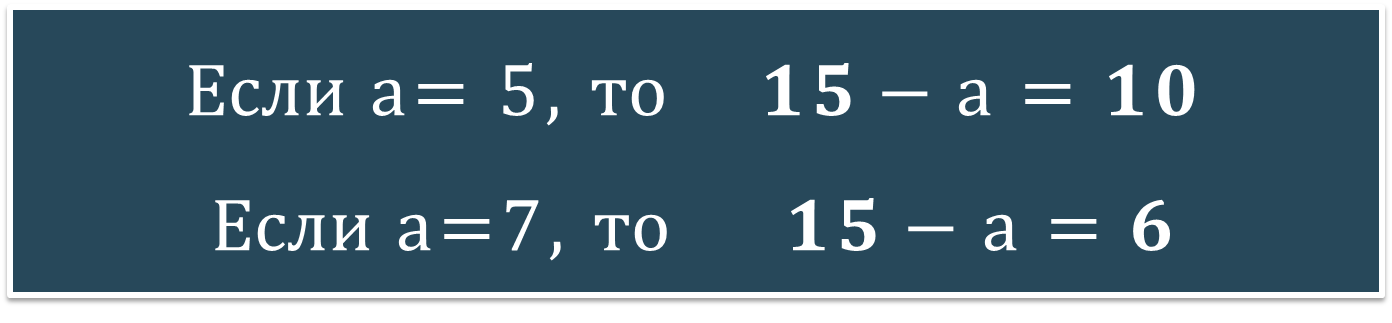 Если а= 5, то 15 − а = 10
Если а=7, то 15 − а = 6